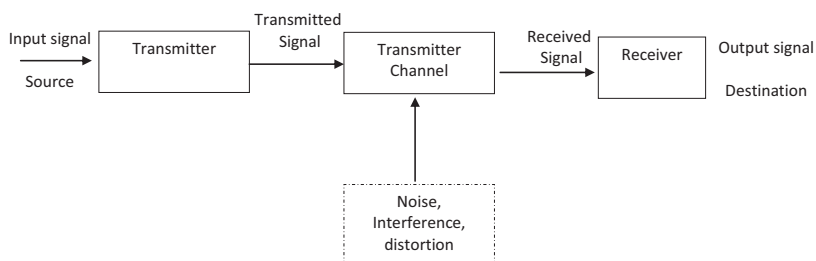 Input signal
Source
Transmitter
Transmitted
Signal
Transmitter
Channel
Received
Signal
Receiver
Output signal
Destination
Noise,
Interference,
distortion